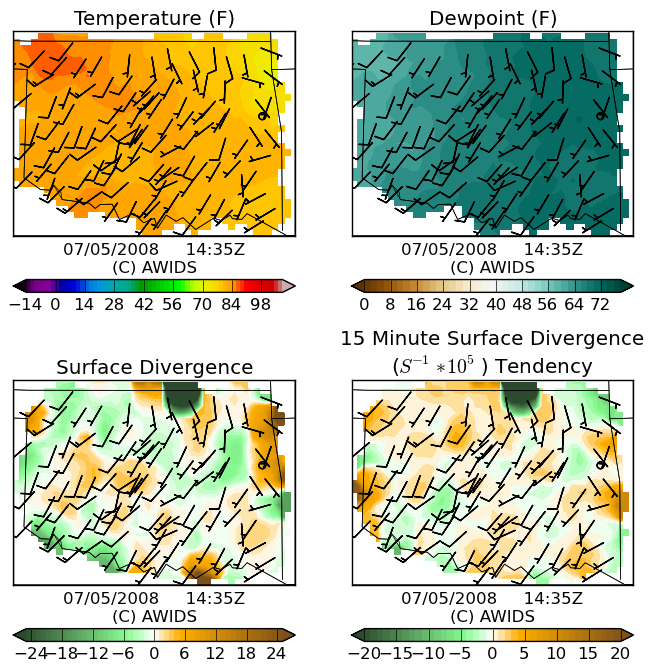 Temperature (F)
Dewpoint (F)
07/05/2008 14:35Z
(C) AWIDS
07/05/2008 14:35Z
(C) AWIDS
−14 0 14 28 42 56 70 84 98
0 8 16 24 32 40 48 56 64 72
Surface Divergence
15 Minute Surface Divergence
(S⁻¹ ∗10⁵ ) Tendency
07/05/2008 14:35Z
(C) AWIDS
07/05/2008 14:35Z
(C) AWIDS
−24 −18 −12 −6 0 6 12 18 24
−20 −15 −10 −5 0 5 10 15 20